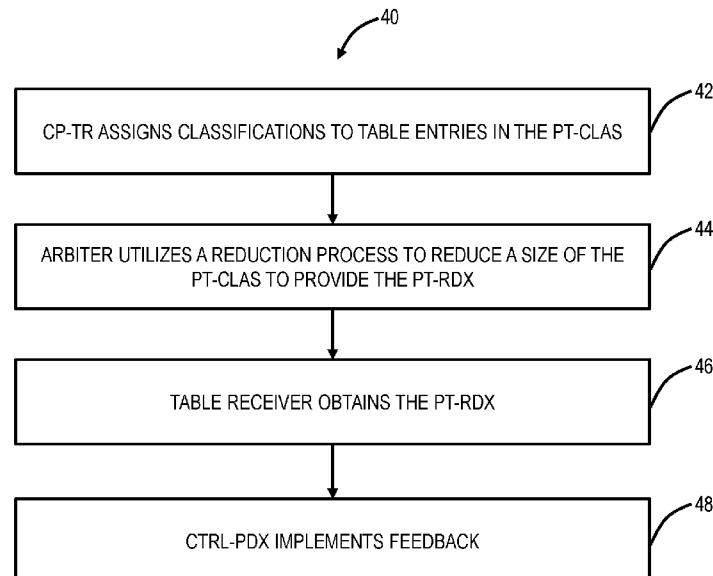 40
42
CP-TR ASSIGNS CLASSIFICATIONS TO TABLE ENTRIES IN THE PT-CLAS
44
ARBITER UTILIZES A REDUCTION PROCESS TO REDUCE A SIZE OF THE
PT-CLAS TO PROVIDE THE PT-RDX
46
TABLE RECEIVER OBTAINS THE PT-RDX
48
CTRL-PDX IMPLEMENTS FEEDBACK